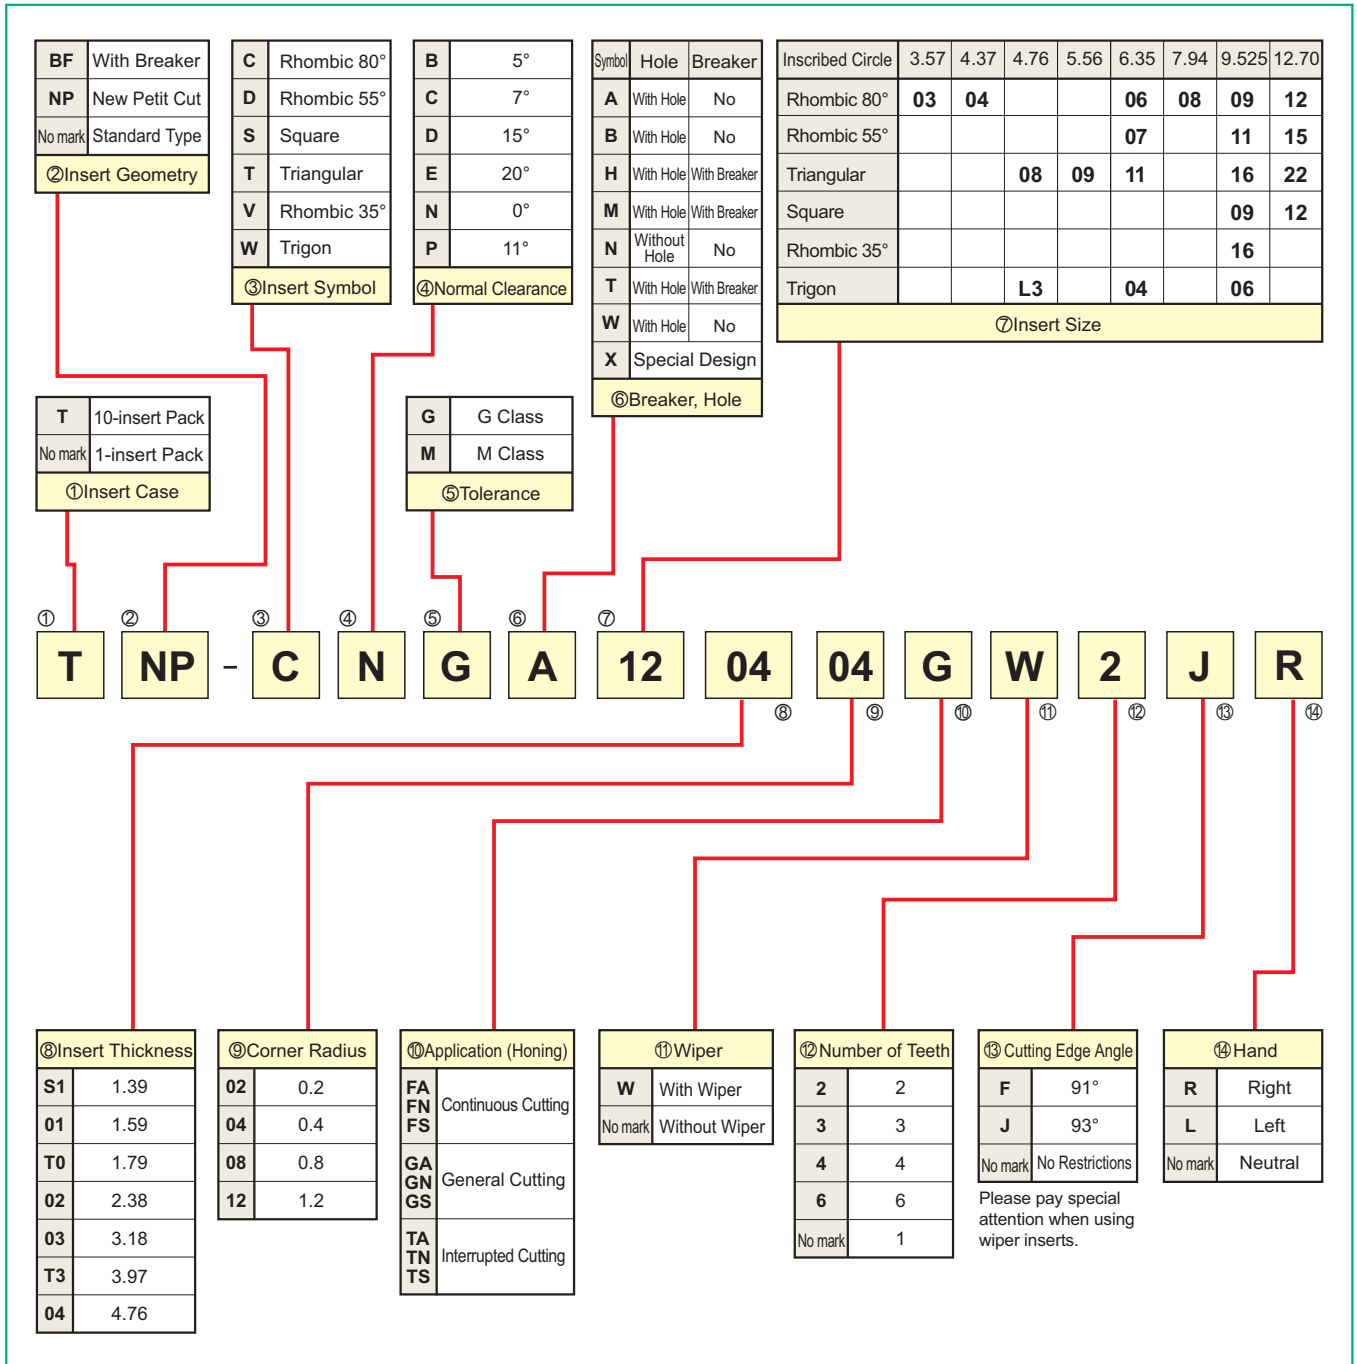 BF With Breaker
NP New Petit Cut
No mark Standard Type
②Insert Geometry
C Rhombic 80°
D Rhombic 55°
S Square
T Triangular
V Rhombic 35°
W Trigon
③Insert Symbol
B 5°
C 7°
D 15°
E 20°
N 0°
P 11°
④Normal Clearance
Symbol Hole Breaker
A With Hole No
B With Hole No
H With Hole With Breaker
M With Hole With Breaker
N Without Hole No
T With Hole With Breaker
W With Hole No
X Special Design
⑥Breaker, Hole
Inscribed Circle 3.57 4.37 4.76 5.56 6.35 7.94 9.525 12.70
Rhombic 80° 03 04 06 08 09 12
Rhombic 55° 07 11 15
Triangular 08 09 11 16 22
Square 09 12
Rhombic 35° 16
Trigon L3 04 06
⑦Insert Size
T 10-insert Pack
No mark 1-insert Pack
①Insert Case
G G Class
M M Class
⑤Tolerance
① ② ③ ④ ⑤ ⑥ ⑦
T NP - C N G A 12 04 04 G W 2 J R
⑧ ⑨ ⑩ ⑪ ⑫ ⑬ ⑭
⑧Insert Thickness
S1 1.39
01 1.59
T0 1.79
02 2.38
03 3.18
T3 3.97
04 4.76
⑨Corner Radius
02 0.2
04 0.4
08 0.8
12 1.2
⑩Application (Honing)
FA
FN Continuous Cutting
FS
GA
GN General Cutting
GS
TA
TN Interrupted Cutting
TS
⑪Wiper
W With Wiper
No mark Without Wiper
⑫Number of Teeth
2 2
3 3
4 4
6 6
No mark 1
⑬Cutting Edge Angle
F 91°
J 93°
No mark No Restrictions
Please pay special
attention when using
wiper inserts.
⑭Hand
R Right
L Left
No mark Neutral